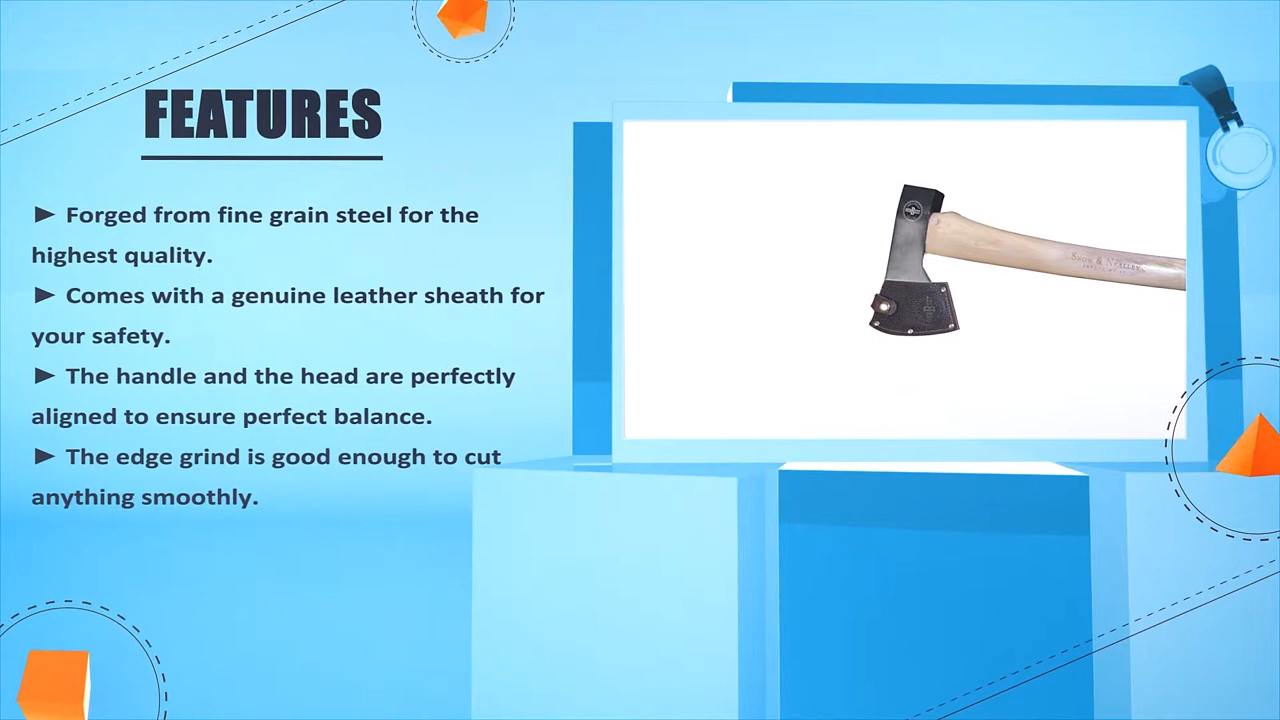 FEATURES
► Forged from fine grain steel for the
highest quality.
► Comes with a genuine leather sheath for
your safety.
► The handle and the head are perfectly
aligned to ensure perfect balance.
► The edge grind is good enough to cut
anything smoothly.
SNOW & NEALLEY